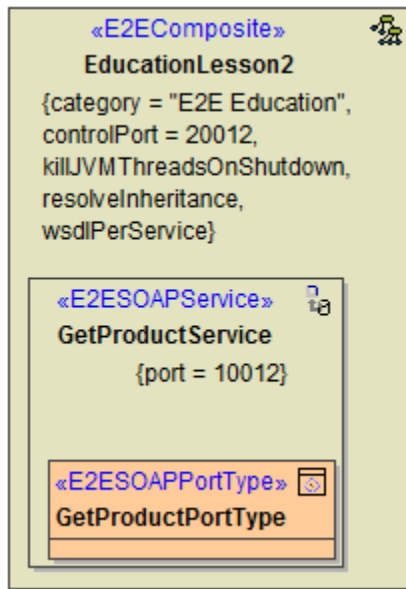 «E2EComposite»
EducationLesson2
{category = "E2E Education",
controlPort = 20012,
killJVMThreadsOnShutdown,
resolveInheritance,
wsdlPerService}
«E2ESOAPService»
GetProductService
{port = 10012}
«E2ESOAPPortType»
GetProductPortType